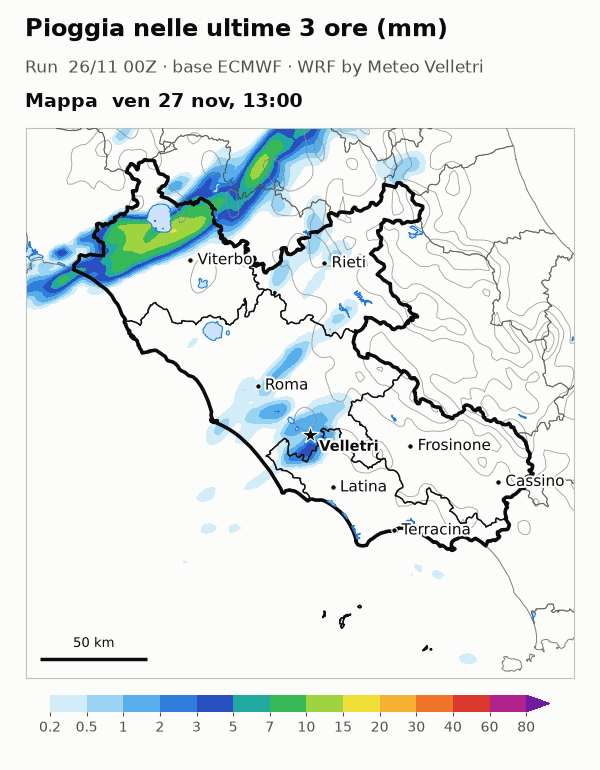 Pioggia nelle ultime 3 ore (mm)
Run 26/11 00Z · base ECMWF · WRF by Meteo Velletri
Mappa ven 27 nov, 13:00
Viterbo
Rieti
Roma
Velletri
Frosinone
Latina
Cassino
Terracina
50 km
0.2 0.5 1 2 3 5 7 10 15 20 30 40 60 80